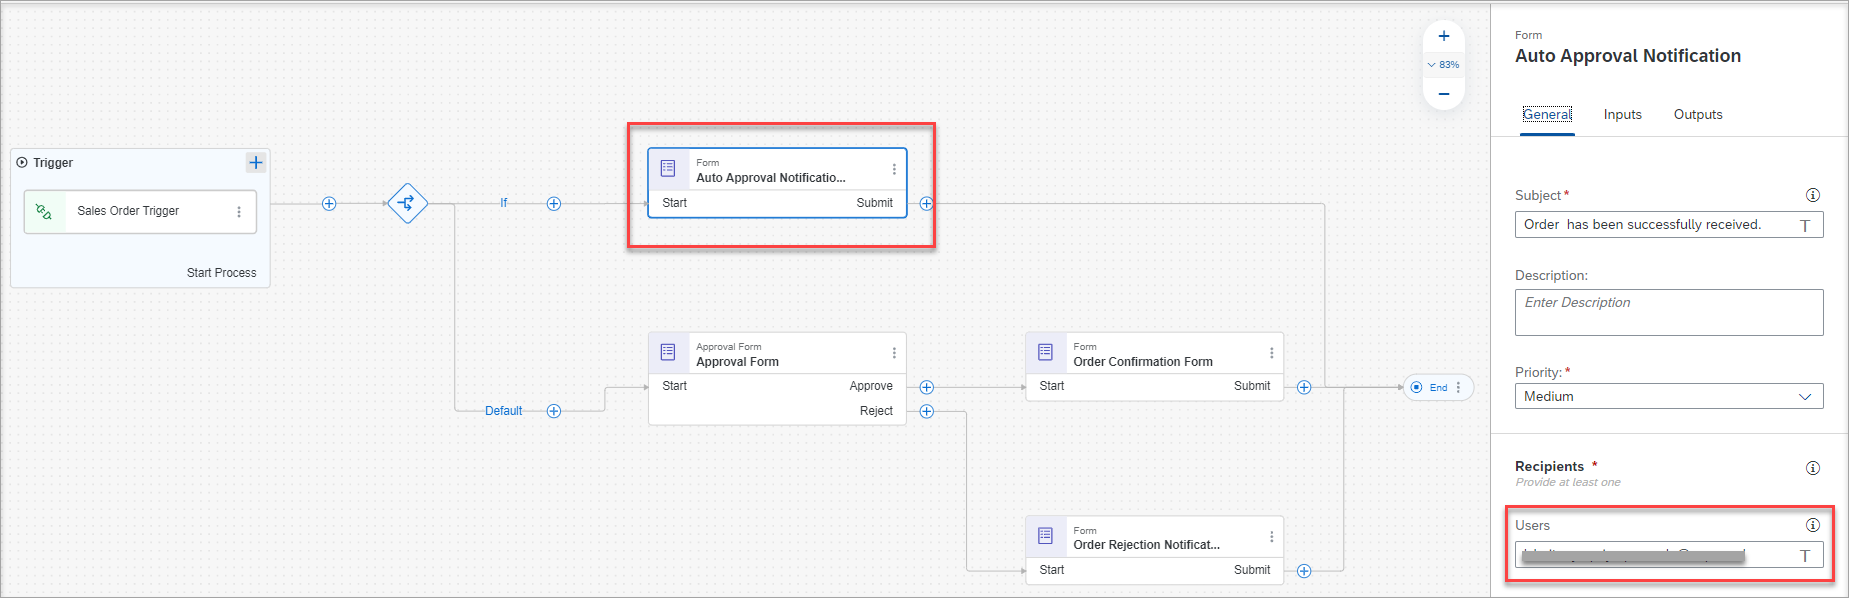 Trigger
Sales Order Trigger
Start Process
If
Default
Form
Auto Approval Notificatio...
Start
Submit
Approval Form
Approval Form
Start
Approve
Reject
Form
Order Confirmation Form
Start
Submit
Form
Order Rejection Notificat...
Start
Submit
End
83%
Form
Auto Approval Notification
General
Inputs
Outputs
Subject *
Order  has been successfully received.
Description:
Enter Description
Priority: *
Medium
Recipients *
Provide at least one
Users